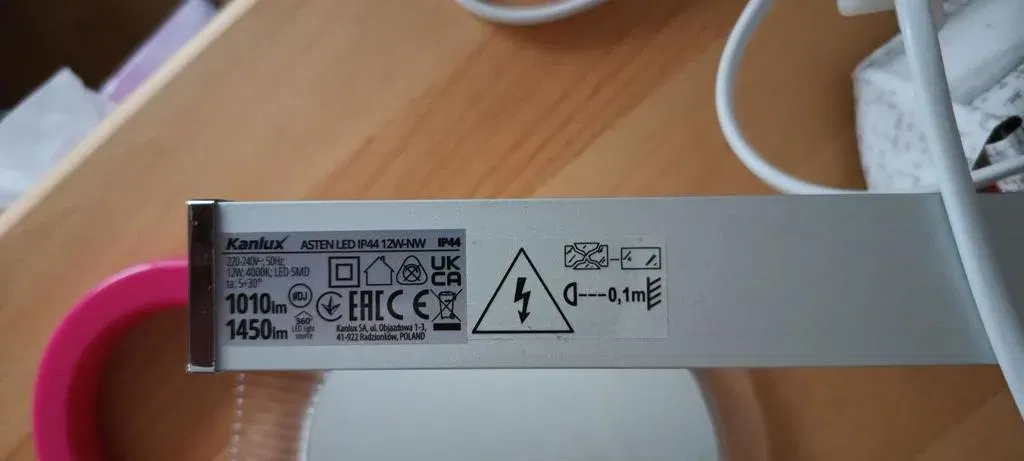 Kanlux ASTEN LED IP44 12W-NW IP44
220-240V~; 50Hz;
12W; 4000K; LED SMD
ta: 5÷30°
1010lm
1450lm
#DJ
360°
LED light
source
UK
CA
EAC CE
Kanlux SA, ul. Objazdowa 1-3,
41-922 Radzionków, POLAND
0,1m